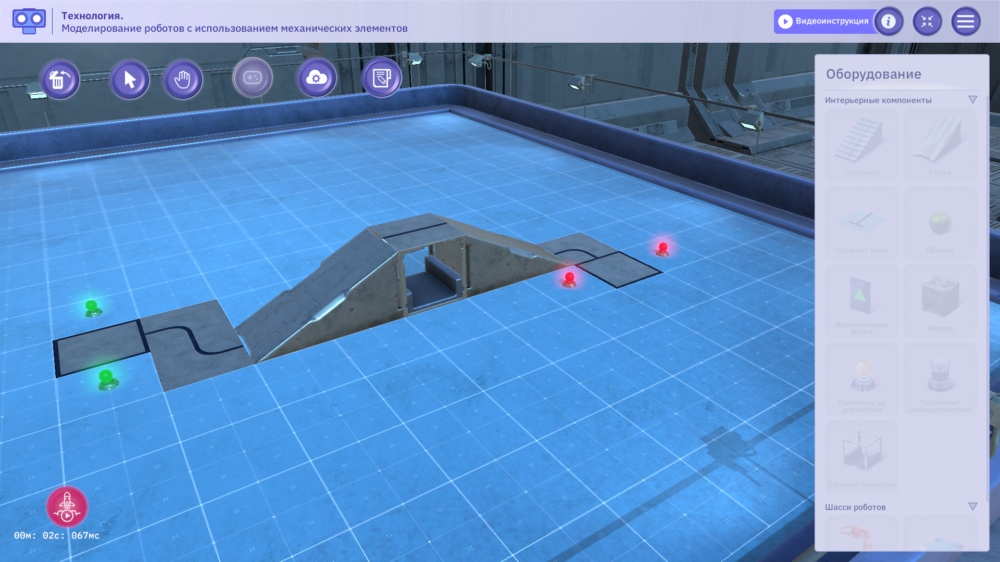 Технология.
Моделирование роботов с использованием механических элементов
Видеоинструкция
i
Оборудование
Интерьерные компоненты
Лестница
Горка
Сегмент пола
Яблоко
Вертикальная
доска
Ворота
Лампочка на
держателе
Постамент
цилиндрический
Сегмент полигона
Шасси роботов
00м: 02с: 067мс